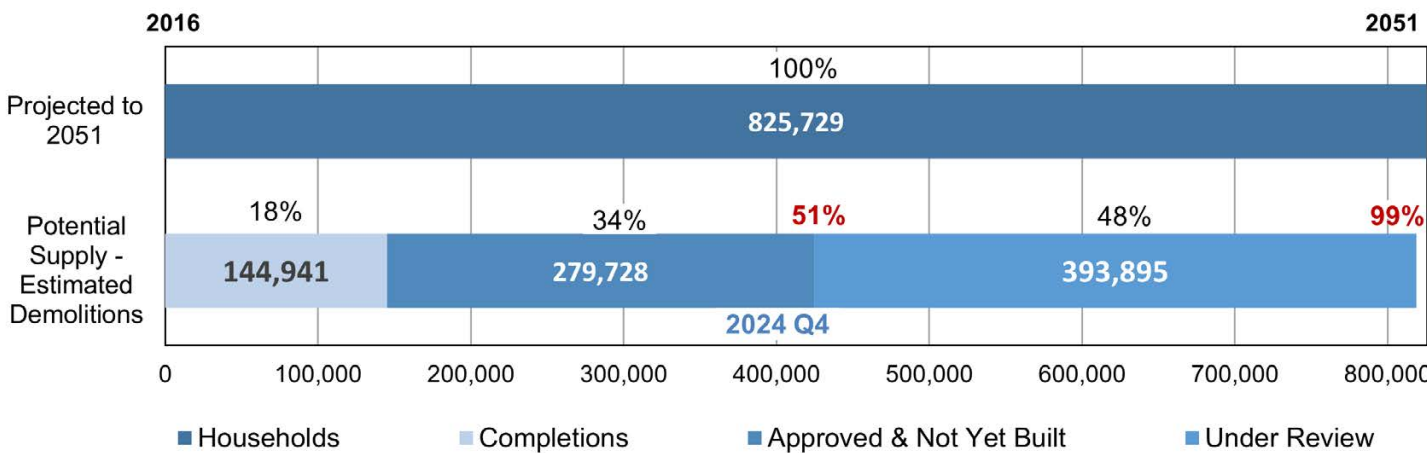 2016 2051
100%
Projected to
2051
825,729
18% 34% 51% 48% 99%
Potential
Supply -
Estimated
Demolitions
144,941 279,728 393,895
2024 Q4
0 100,000 200,000 300,000 400,000 500,000 600,000 700,000 800,000
Households Completions Approved & Not Yet Built Under Review